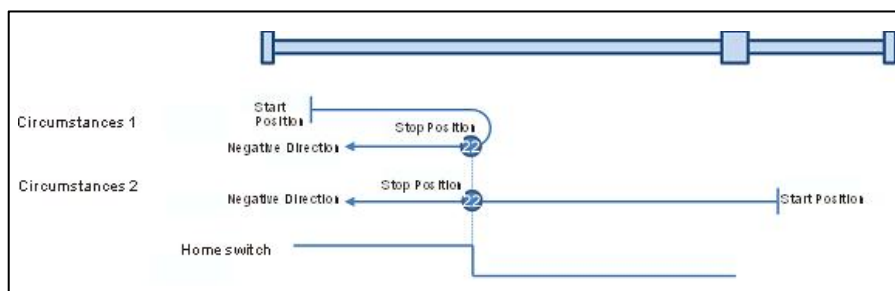 Start
Position
Circumstances 1
Stop Position
22
Negative Direction
Circumstances 2
Stop Position
22
Negative Direction
Start Position
Home switch